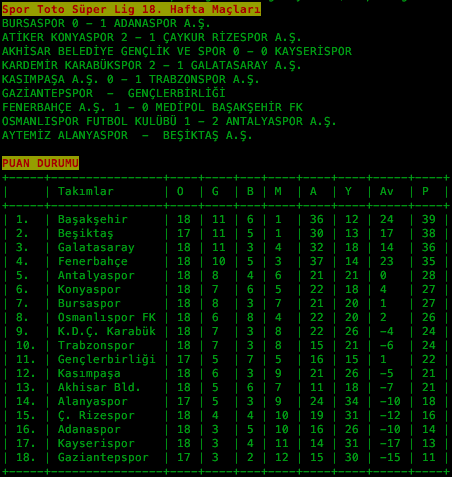 Spor Toto Süper Lig 18. Hafta Maçları
BURSASPOR 0 - 1 ADANASPOR A.Ş.
ATİKER KONYASPOR 2 - 1 ÇAYKUR RİZESPOR A.Ş.
AKHİSAR BELEDİYE GENÇLİK VE SPOR 0 - 0 KAYSERİSPOR
KARDEMİR KARABÜKSPOR 2 - 1 GALATASARAY A.Ş.
KASIMPAŞA A.Ş. 0 - 1 TRABZONSPOR A.Ş.
GAZİANTEPSPOR - GENÇLERBİRLİĞİ
FENERBAHÇE A.Ş. 1 - 0 MEDİPOL BAŞAKŞEHİR FK
OSMANLISPOR FUTBOL KULÜBÜ 1 - 2 ANTALYASPOR A.Ş.
AYTEMİZ ALANYASPOR - BEŞİKTAŞ A.Ş.
PUAN DURUMU
| | Takımlar | O | G | B | M | A | Y | Av | P |
| 1. | Başakşehir | 18 | 11 | 6 | 1 | 36 | 12 | 24 | 39 |
| 2. | Beşiktaş | 17 | 11 | 5 | 1 | 30 | 13 | 17 | 38 |
| 3. | Galatasaray | 18 | 11 | 3 | 4 | 32 | 18 | 14 | 36 |
| 4. | Fenerbahçe | 18 | 10 | 5 | 3 | 37 | 14 | 23 | 35 |
| 5. | Antalyaspor | 18 | 8 | 4 | 6 | 21 | 21 | 0 | 28 |
| 6. | Konyaspor | 18 | 7 | 6 | 5 | 22 | 18 | 4 | 27 |
| 7. | Bursaspor | 18 | 8 | 3 | 7 | 21 | 20 | 1 | 27 |
| 8. | Osmanlıspor FK | 18 | 6 | 8 | 4 | 22 | 20 | 2 | 26 |
| 9. | K.D.Ç. Karabük | 18 | 7 | 3 | 8 | 22 | 26 | -4 | 24 |
| 10. | Trabzonspor | 18 | 7 | 3 | 8 | 15 | 21 | -6 | 24 |
| 11. | Gençlerbirliği | 17 | 5 | 7 | 5 | 16 | 15 | 1 | 22 |
| 12. | Kasımpaşa | 18 | 6 | 3 | 9 | 21 | 26 | -5 | 21 |
| 13. | Akhisar Bld. | 18 | 5 | 6 | 7 | 11 | 18 | -7 | 21 |
| 14. | Alanyaspor | 17 | 5 | 3 | 9 | 24 | 34 | -10 | 18 |
| 15. | Ç. Rizespor | 18 | 4 | 4 | 10 | 19 | 31 | -12 | 16 |
| 16. | Adanaspor | 18 | 3 | 5 | 10 | 16 | 26 | -10 | 14 |
| 17. | Kayserispor | 18 | 3 | 4 | 11 | 14 | 31 | -17 | 13 |
| 18. | Gaziantepspor | 17 | 3 | 2 | 12 | 15 | 30 | -15 | 11 |